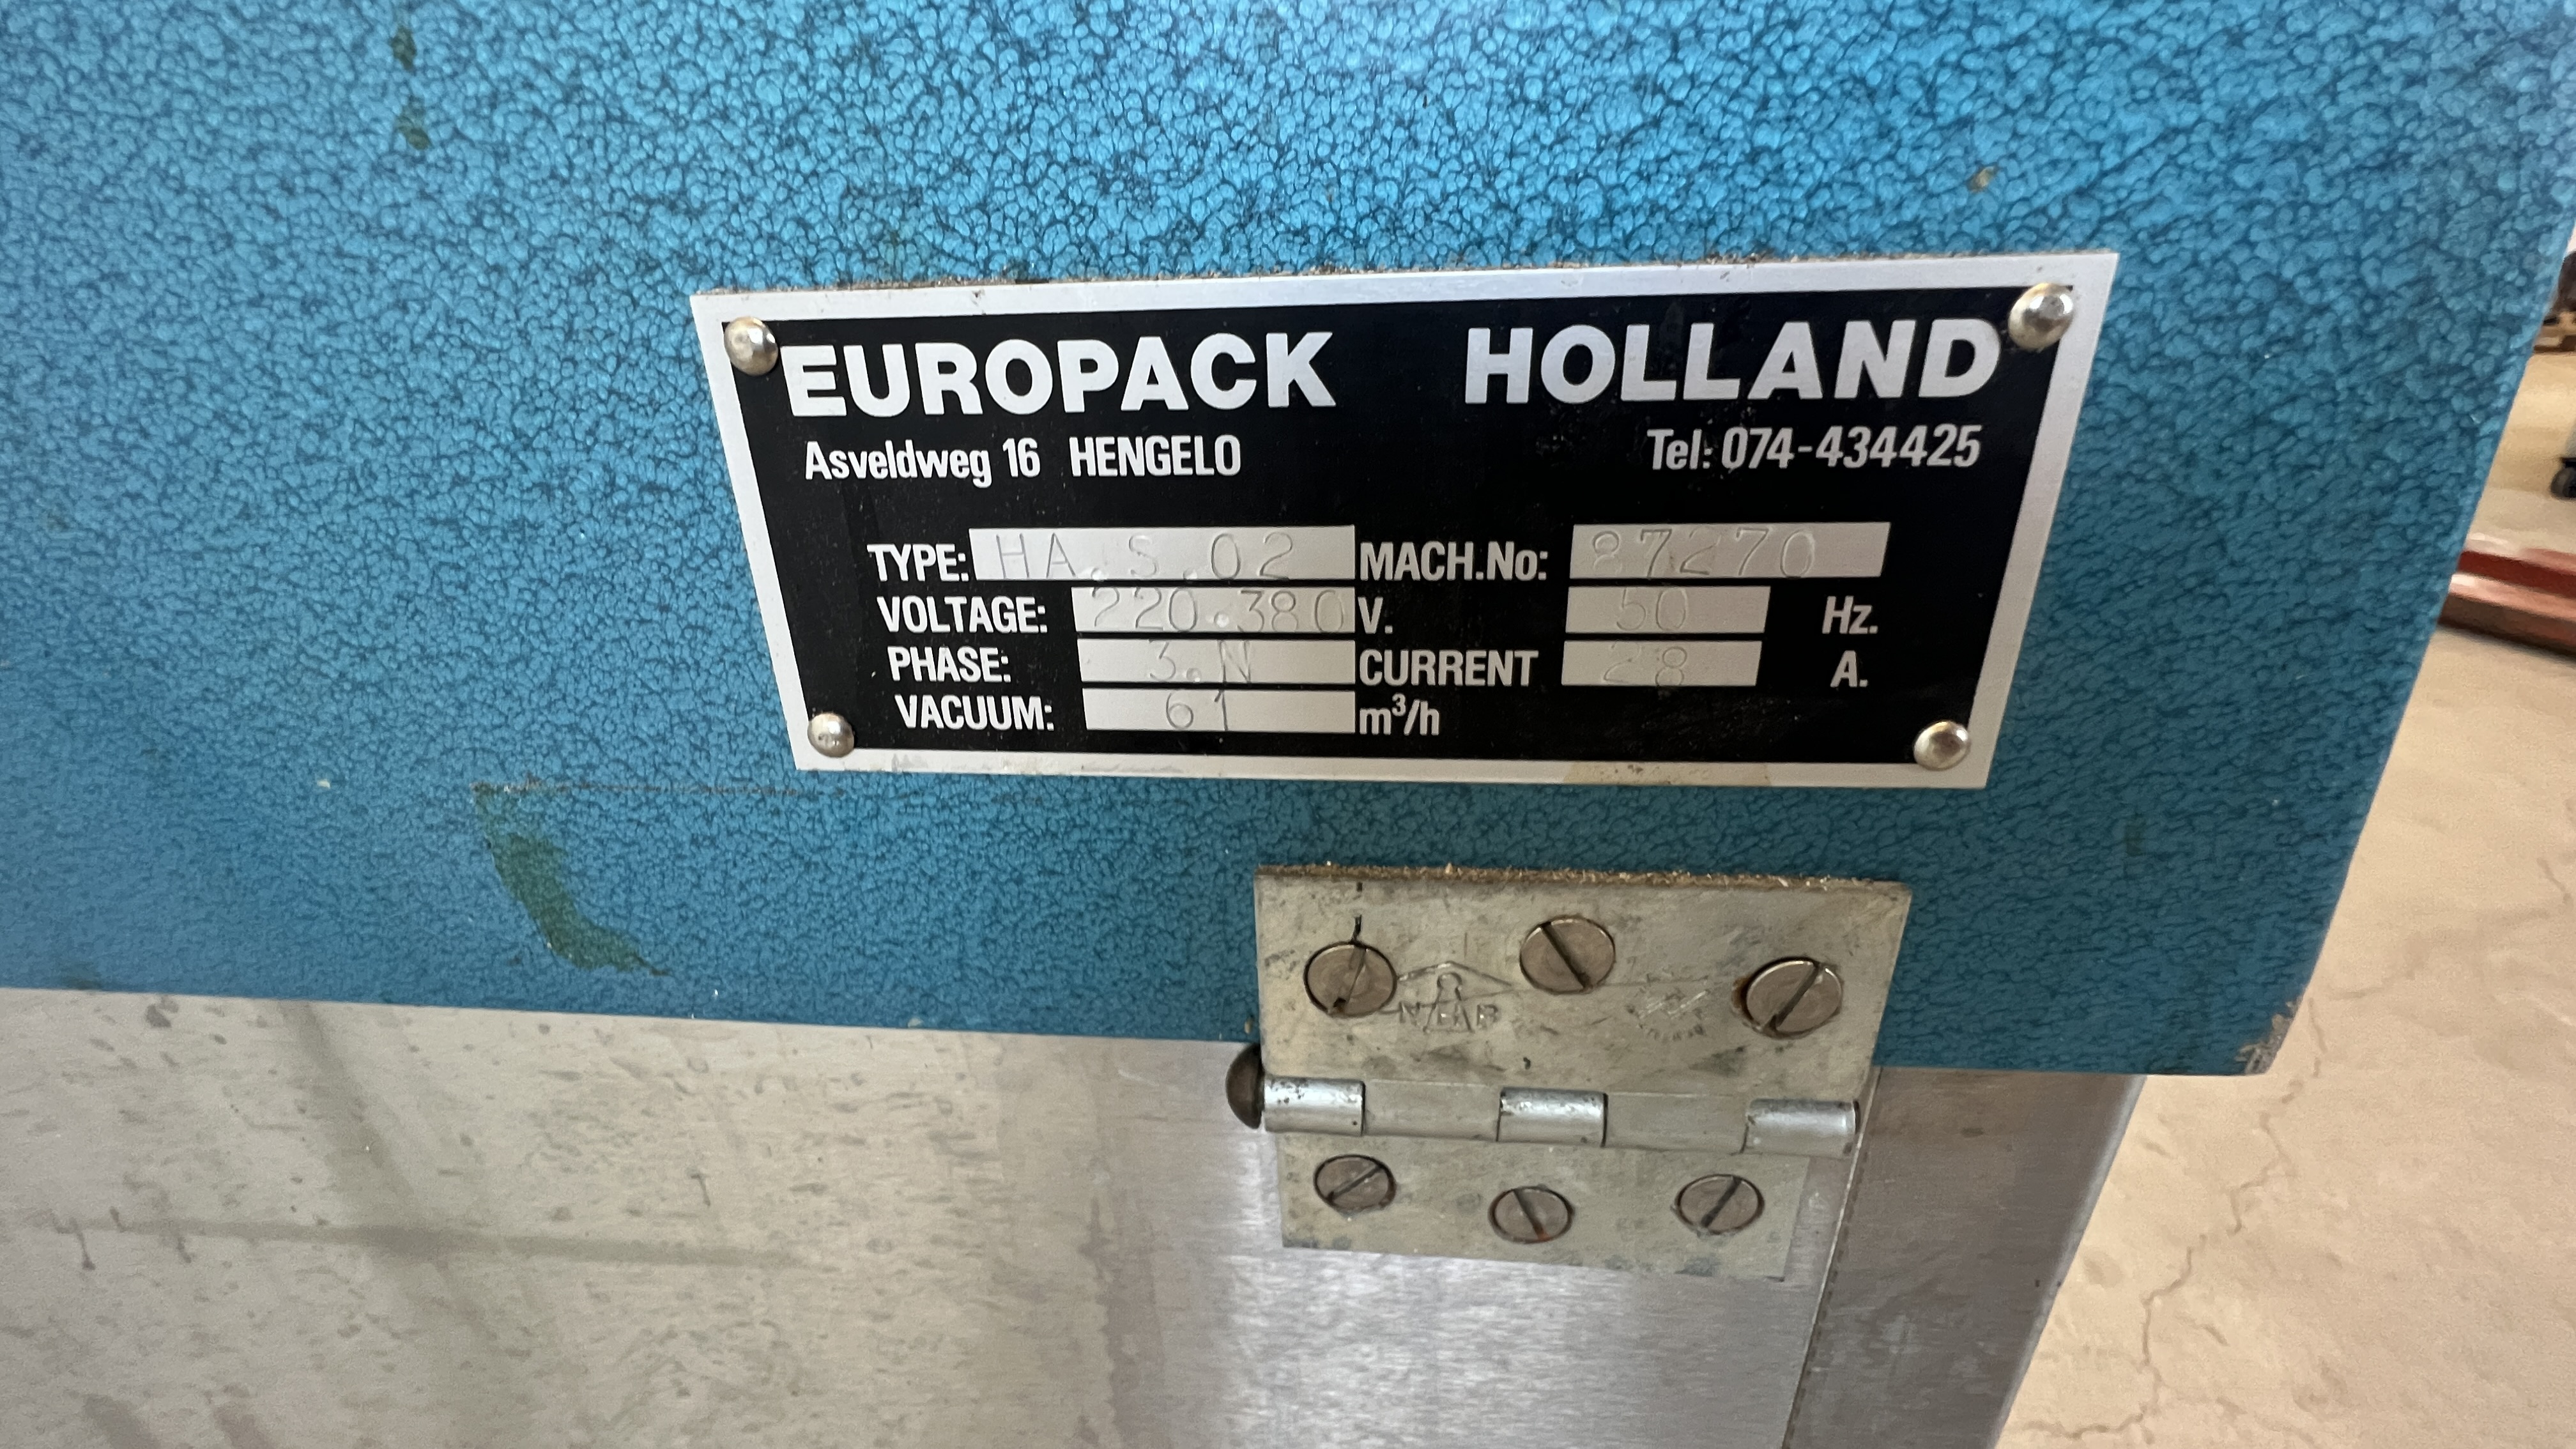 EUROPACK HOLLAND
Asveldweg 16 HENGELO Tel: 074-434425
TYPE: HA.S.02 MACH.No: 87270
VOLTAGE: 220.380 V. 50 Hz.
PHASE: 3.N CURRENT 28 A.
VACUUM: 61 m³/h